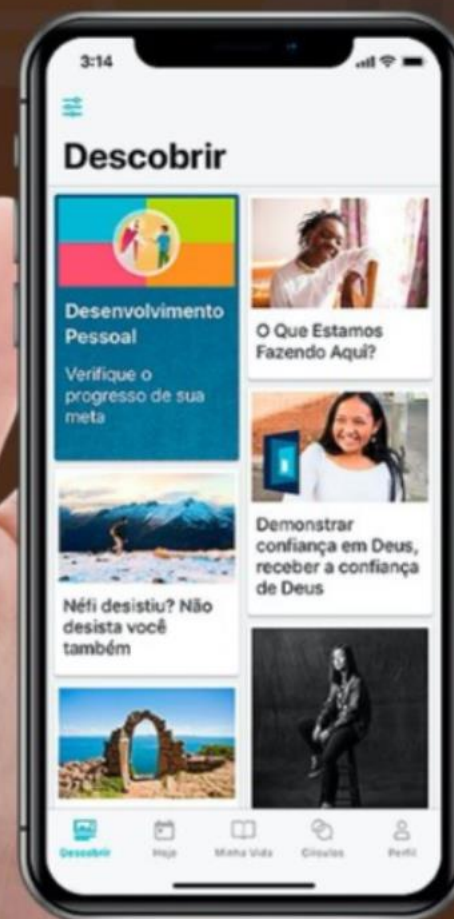 3:14
Descobrir
Desenvolvimento
Pessoal
Verifique o
progresso de sua
meta
O Que Estamos
Fazendo Aqui?
Demonstrar
confiança em Deus,
receber a confiança
de Deus
Néfi desistiu? Não
desista você
também
Descobrir
Hoje
Minha Vida
Círculos
Perfil